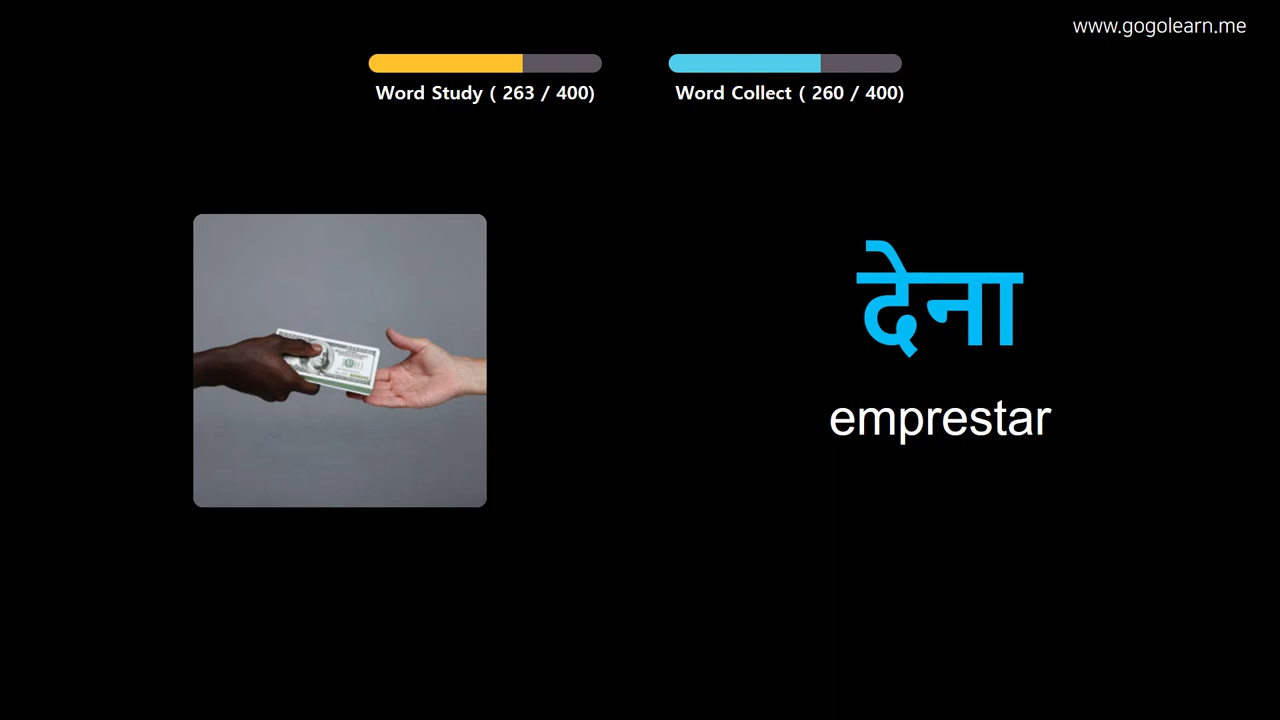 www.gogolearn.me
Word Study ( 263 / 400)
Word Collect ( 260 / 400)
देना
emprestar